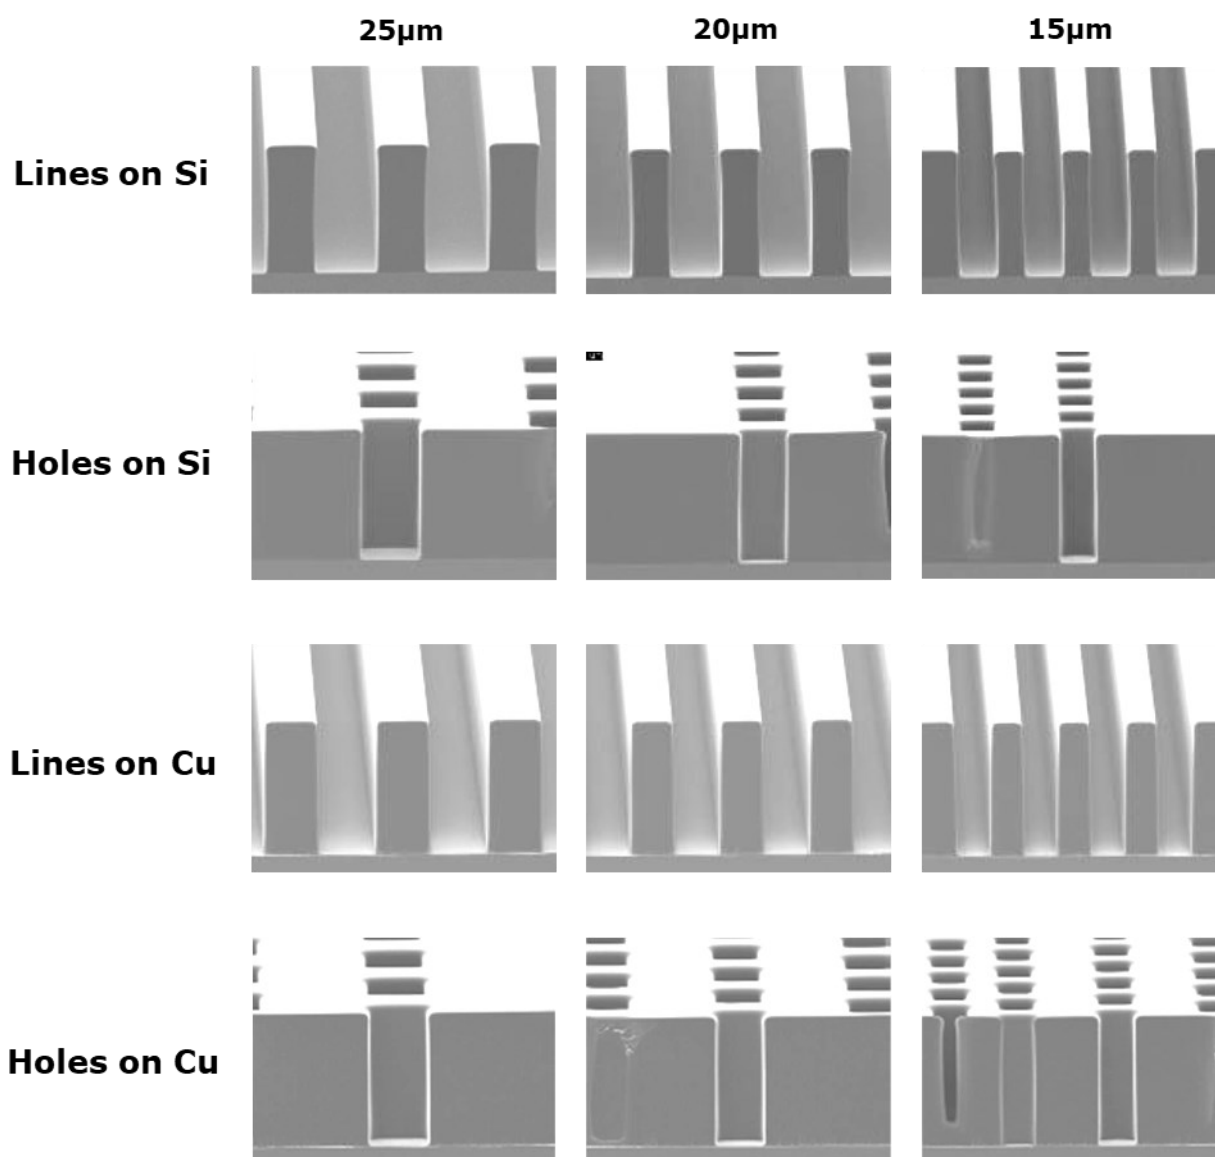 25µm 20µm 15µm
Lines on Si
Holes on Si
Lines on Cu
Holes on Cu